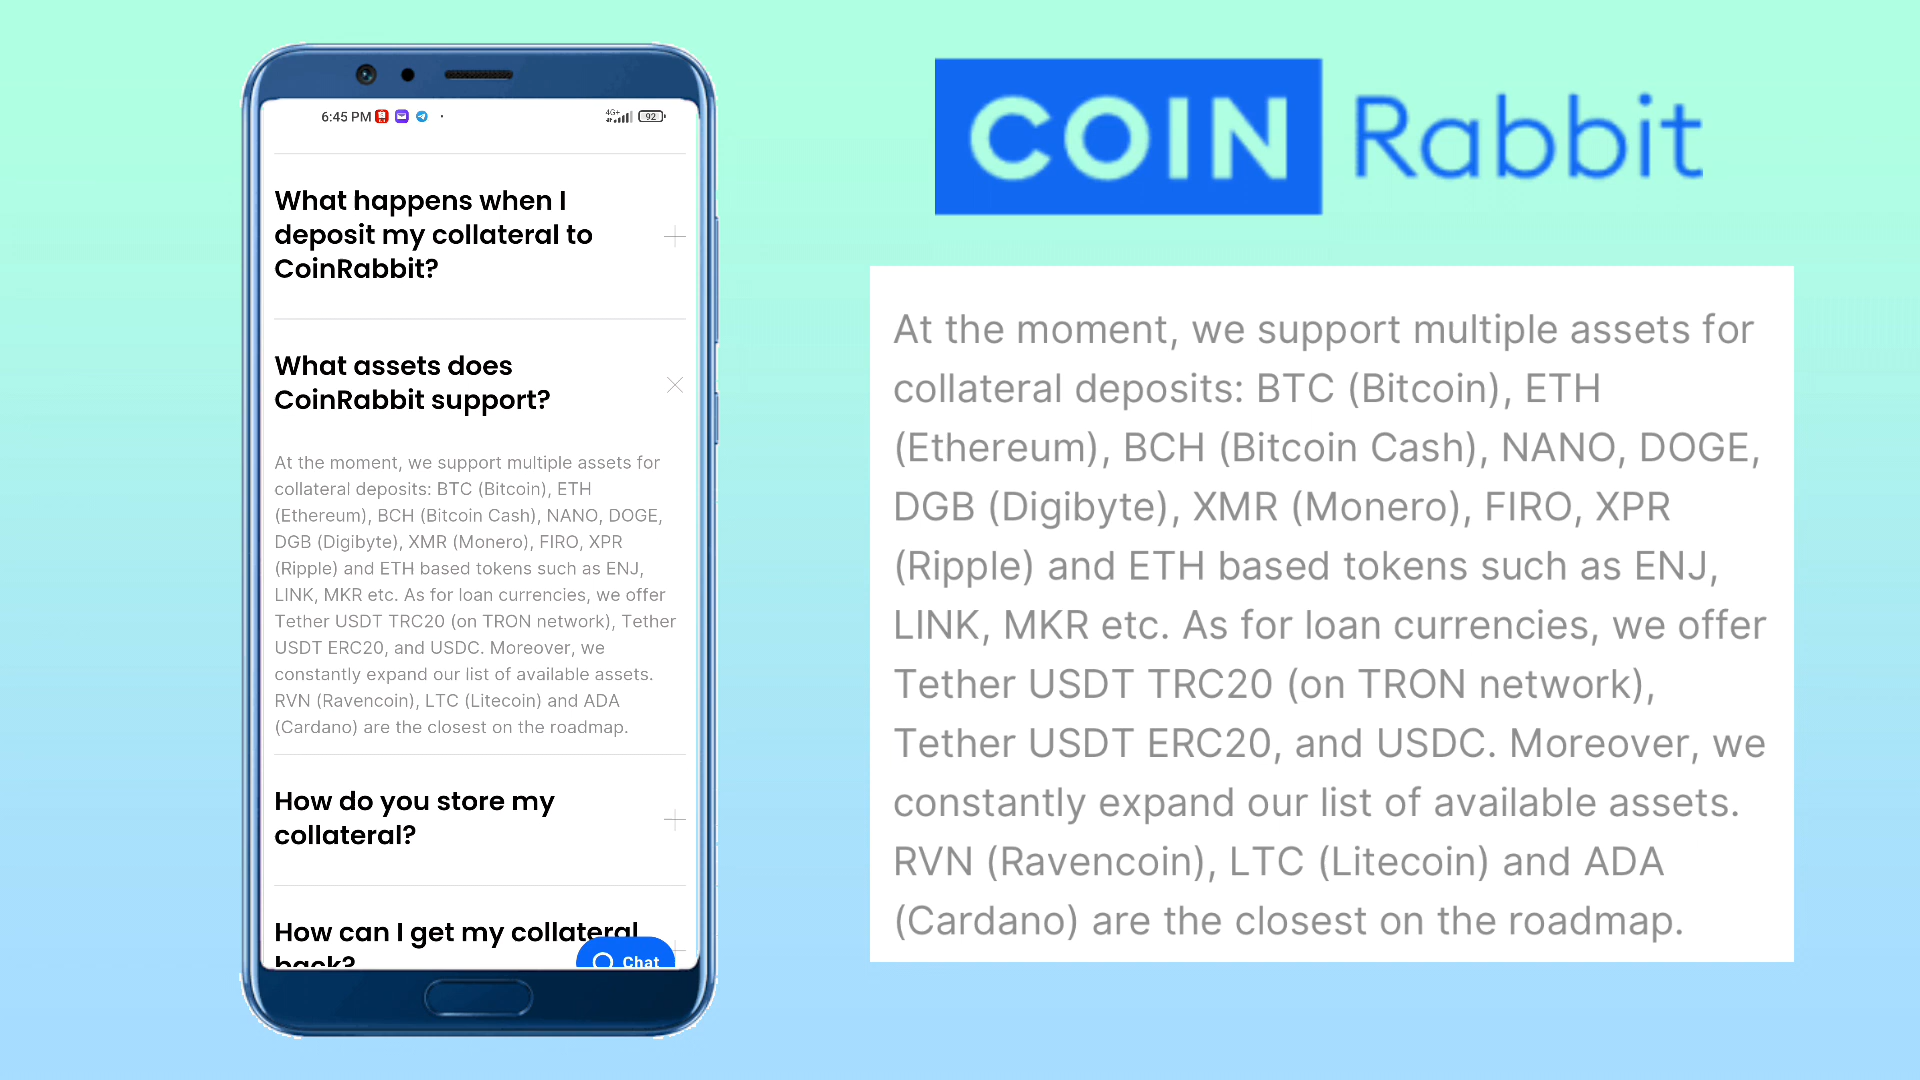 6:45 PM
4G+
92
What happens when I
deposit my collateral to
CoinRabbit?
What assets does
CoinRabbit support?
At the moment, we support multiple assets for
collateral deposits: BTC (Bitcoin), ETH
(Ethereum), BCH (Bitcoin Cash), NANO, DOGE,
DGB (Digibyte), XMR (Monero), FIRO, XPR
(Ripple) and ETH based tokens such as ENJ,
LINK, MKR etc. As for loan currencies, we offer
Tether USDT TRC20 (on TRON network), Tether
USDT ERC20, and USDC. Moreover, we
constantly expand our list of available assets.
RVN (Ravencoin), LTC (Litecoin) and ADA
(Cardano) are the closest on the roadmap.
How do you store my
collateral?
How can I get my collateral
back?
Chat
COIN Rabbit
At the moment, we support multiple assets for
collateral deposits: BTC (Bitcoin), ETH
(Ethereum), BCH (Bitcoin Cash), NANO, DOGE,
DGB (Digibyte), XMR (Monero), FIRO, XPR
(Ripple) and ETH based tokens such as ENJ,
LINK, MKR etc. As for loan currencies, we offer
Tether USDT TRC20 (on TRON network),
Tether USDT ERC20, and USDC. Moreover, we
constantly expand our list of available assets.
RVN (Ravencoin), LTC (Litecoin) and ADA
(Cardano) are the closest on the roadmap.